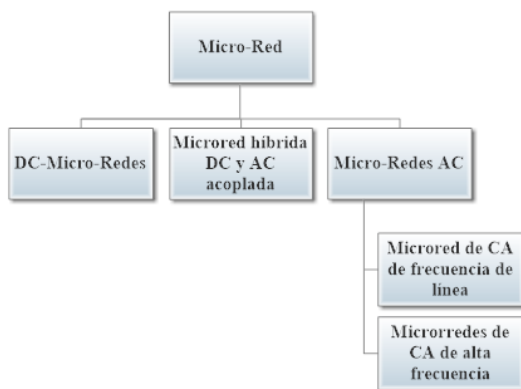 Micro-Red
DC-Micro-Redes
Microred híbrida
DC y AC
acoplada
Micro-Redes AC
Microred de CA
de frecuencia de
línea
Microrredes de
CA de alta
frecuencia